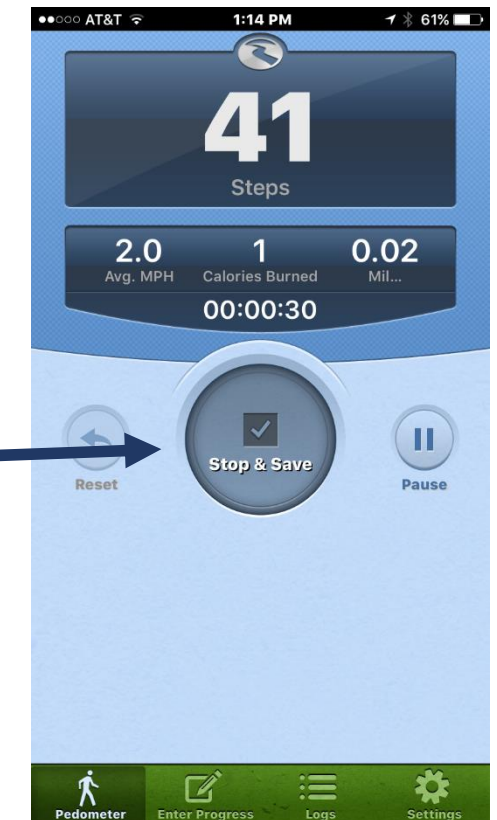 AT&T 1:14 PM 61%
41
Steps
2.0 1 0.02
Avg. MPH Calories Burned Mil...
00:00:30
Stop & Save
Reset Pause
Pedometer Enter Progress Logs Settings